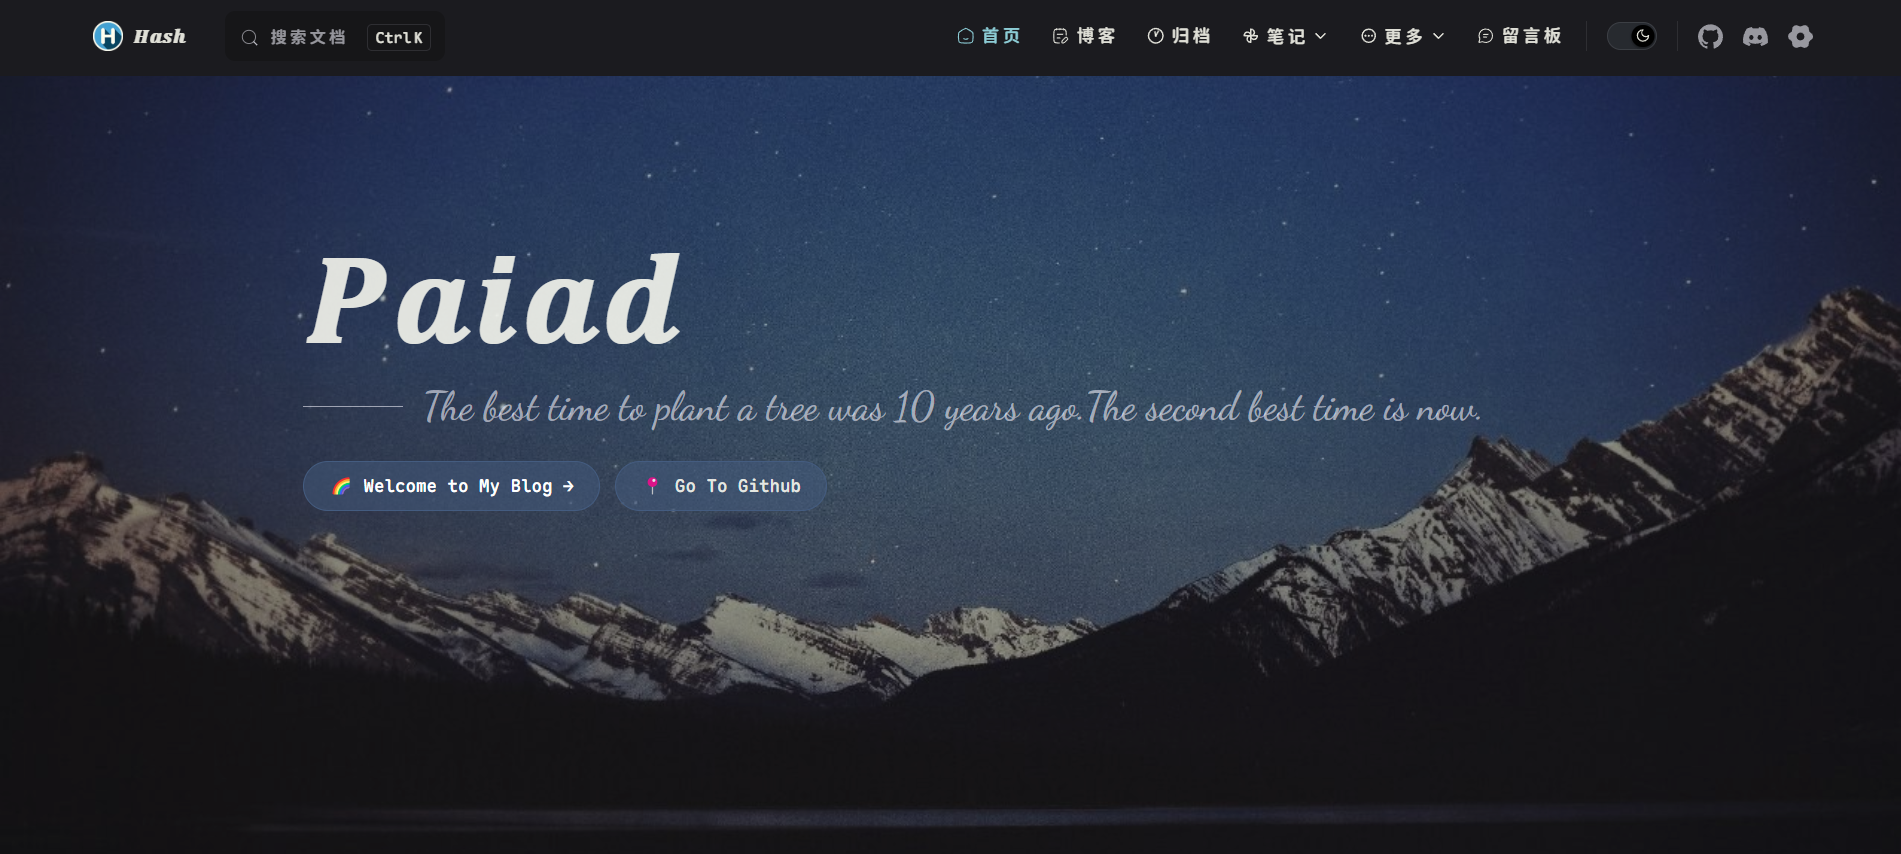 Hash 搜索文档 Ctrl K 首页 博客 归档 笔记 更多 留言板
Paiad
The best time to plant a tree was 10 years ago.The second best time is now.
🌈 Welcome to My Blog → 📍 Go To Github